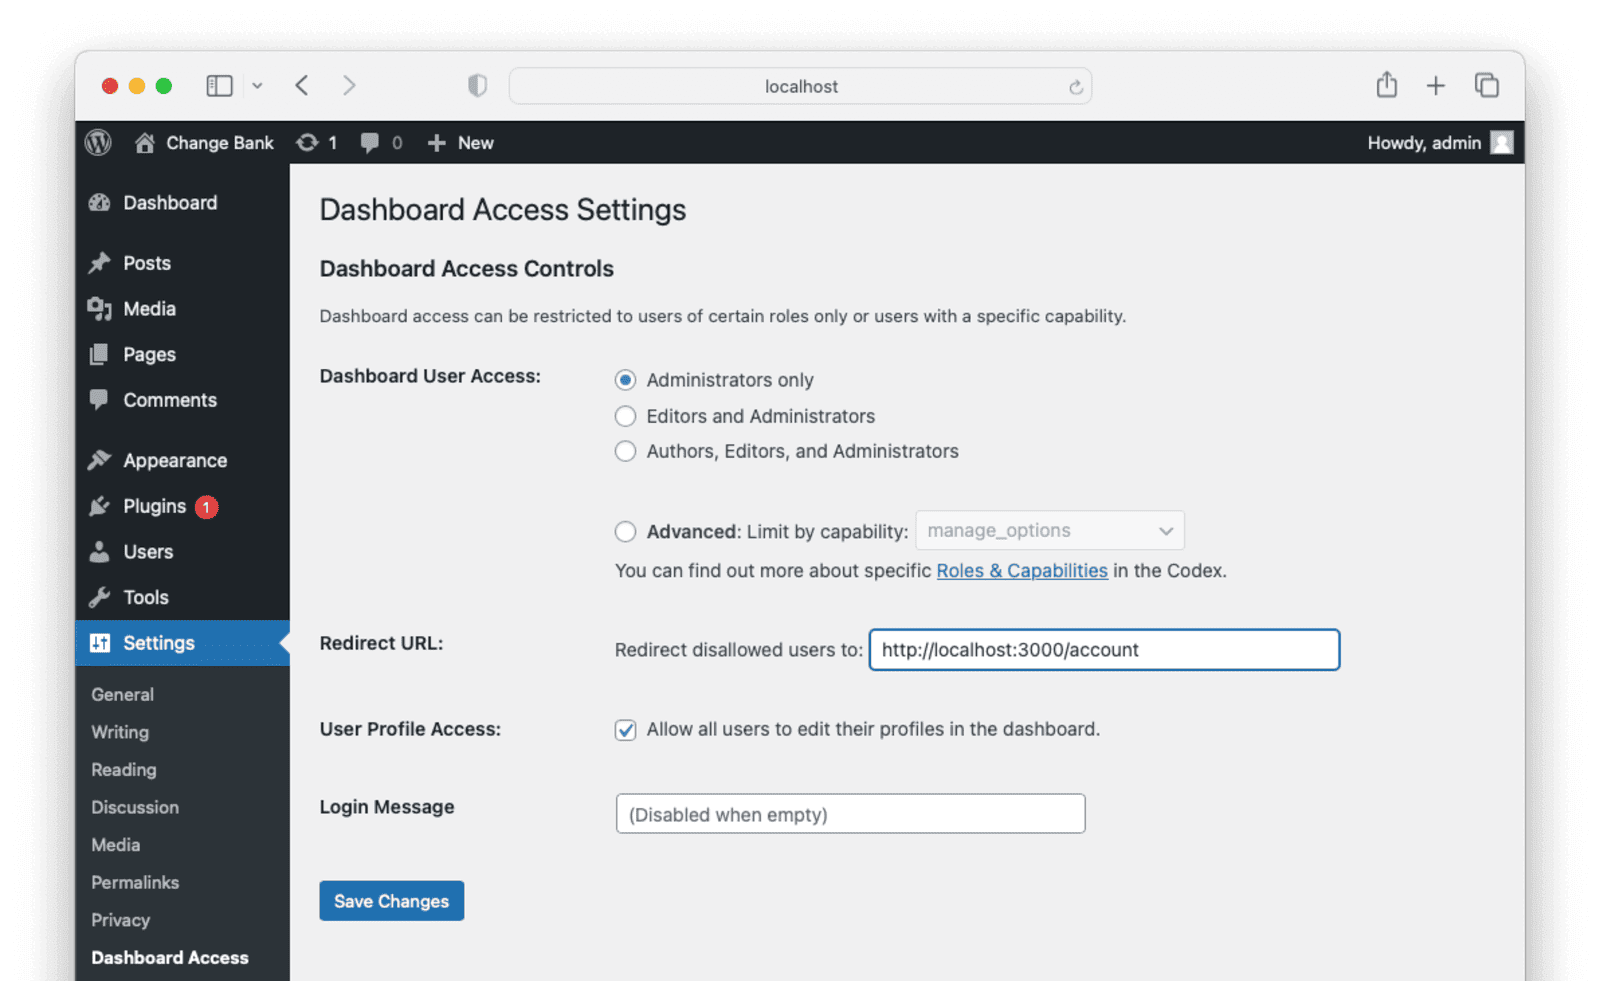 localhost
Change Bank 1 0 New Howdy, admin
Dashboard
Posts
Media
Pages
Comments
Appearance
Plugins 1
Users
Tools
Settings
General
Writing
Reading
Discussion
Media
Permalinks
Privacy
Dashboard Access
Dashboard Access Settings
Dashboard Access Controls
Dashboard access can be restricted to users of certain roles only or users with a specific capability.
Dashboard User Access:
Administrators only
Editors and Administrators
Authors, Editors, and Administrators
Advanced: Limit by capability: manage_options
You can find out more about specific Roles & Capabilities in the Codex.
Redirect URL: Redirect disallowed users to: http://localhost:3000/account
User Profile Access: Allow all users to edit their profiles in the dashboard.
Login Message (Disabled when empty)
Save Changes